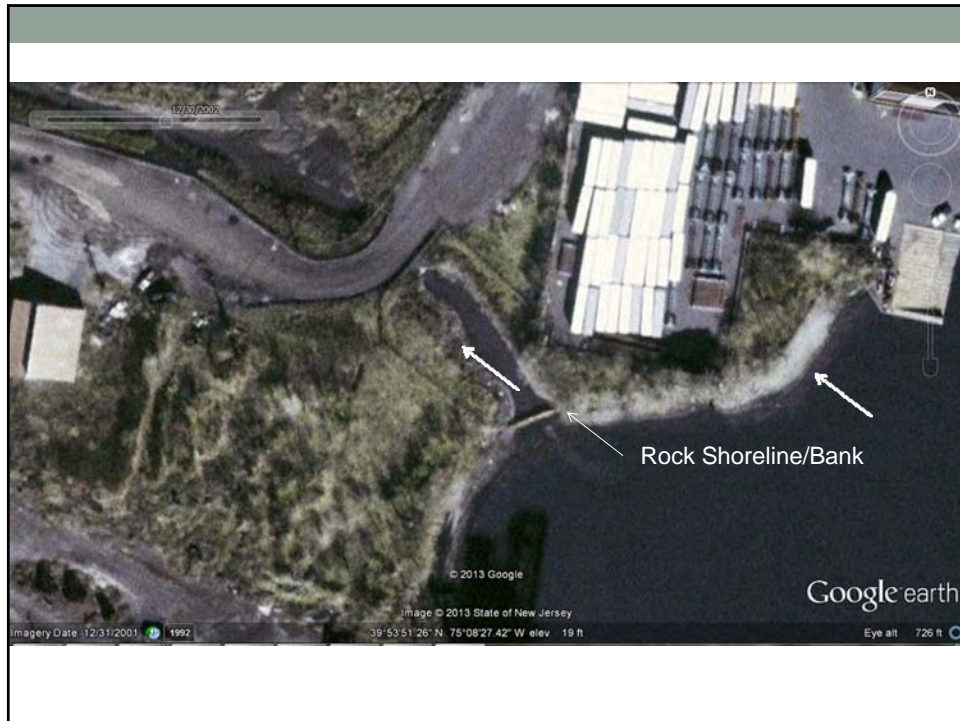 12/30/2002
N
Rock Shoreline/Bank
© 2013 Google
Image © 2013 State of New Jersey
Google earth
Imagery Date 12/31/2001 1992 39°53'51.26" N 75°08'27.42" W elev 19 ft Eye alt 726 ft